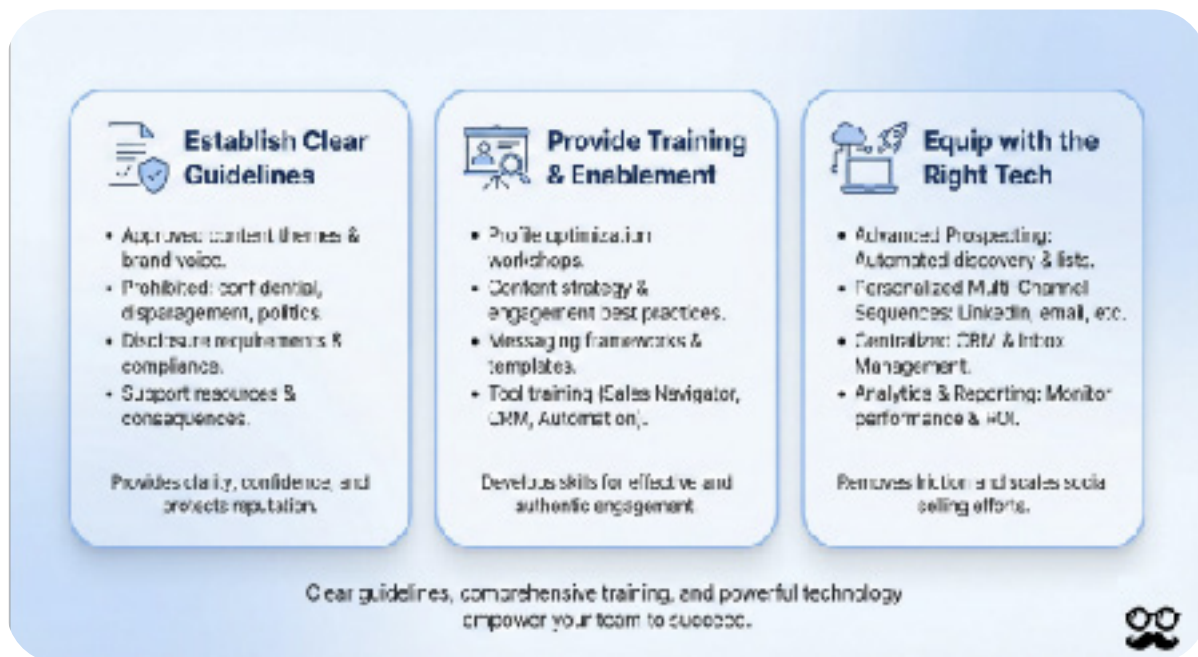 Establish Clear
Guidelines
• Approved content themes &
brand voice.
• Prohibited: confidential,
disparagement, politics.
• Disclosure requirements &
compliance.
• Support resources &
consequences.
Provides clarity, confidence, and
protects reputation.
Provide Training
& Enablement
• Profile optimization
workshops.
• Content strategy &
engagement best practices.
• Messaging frameworks &
templates.
• Tool training (Sales Navigator,
CRM, Automation).
Develops skills for effective and
authentic engagement.
Equip with the
Right Tech
• Advanced Prospecting:
Automated discovery & lists.
• Personalized Multi-Channel
Sequences: LinkedIn, email, etc.
• Centralized CRM & Inbox
Management.
• Analytics & Reporting: Monitor
performance & ROI.
Removes friction and scales social
selling efforts.
Clear guidelines, comprehensive training, and powerful technology
empower your team to succeed.